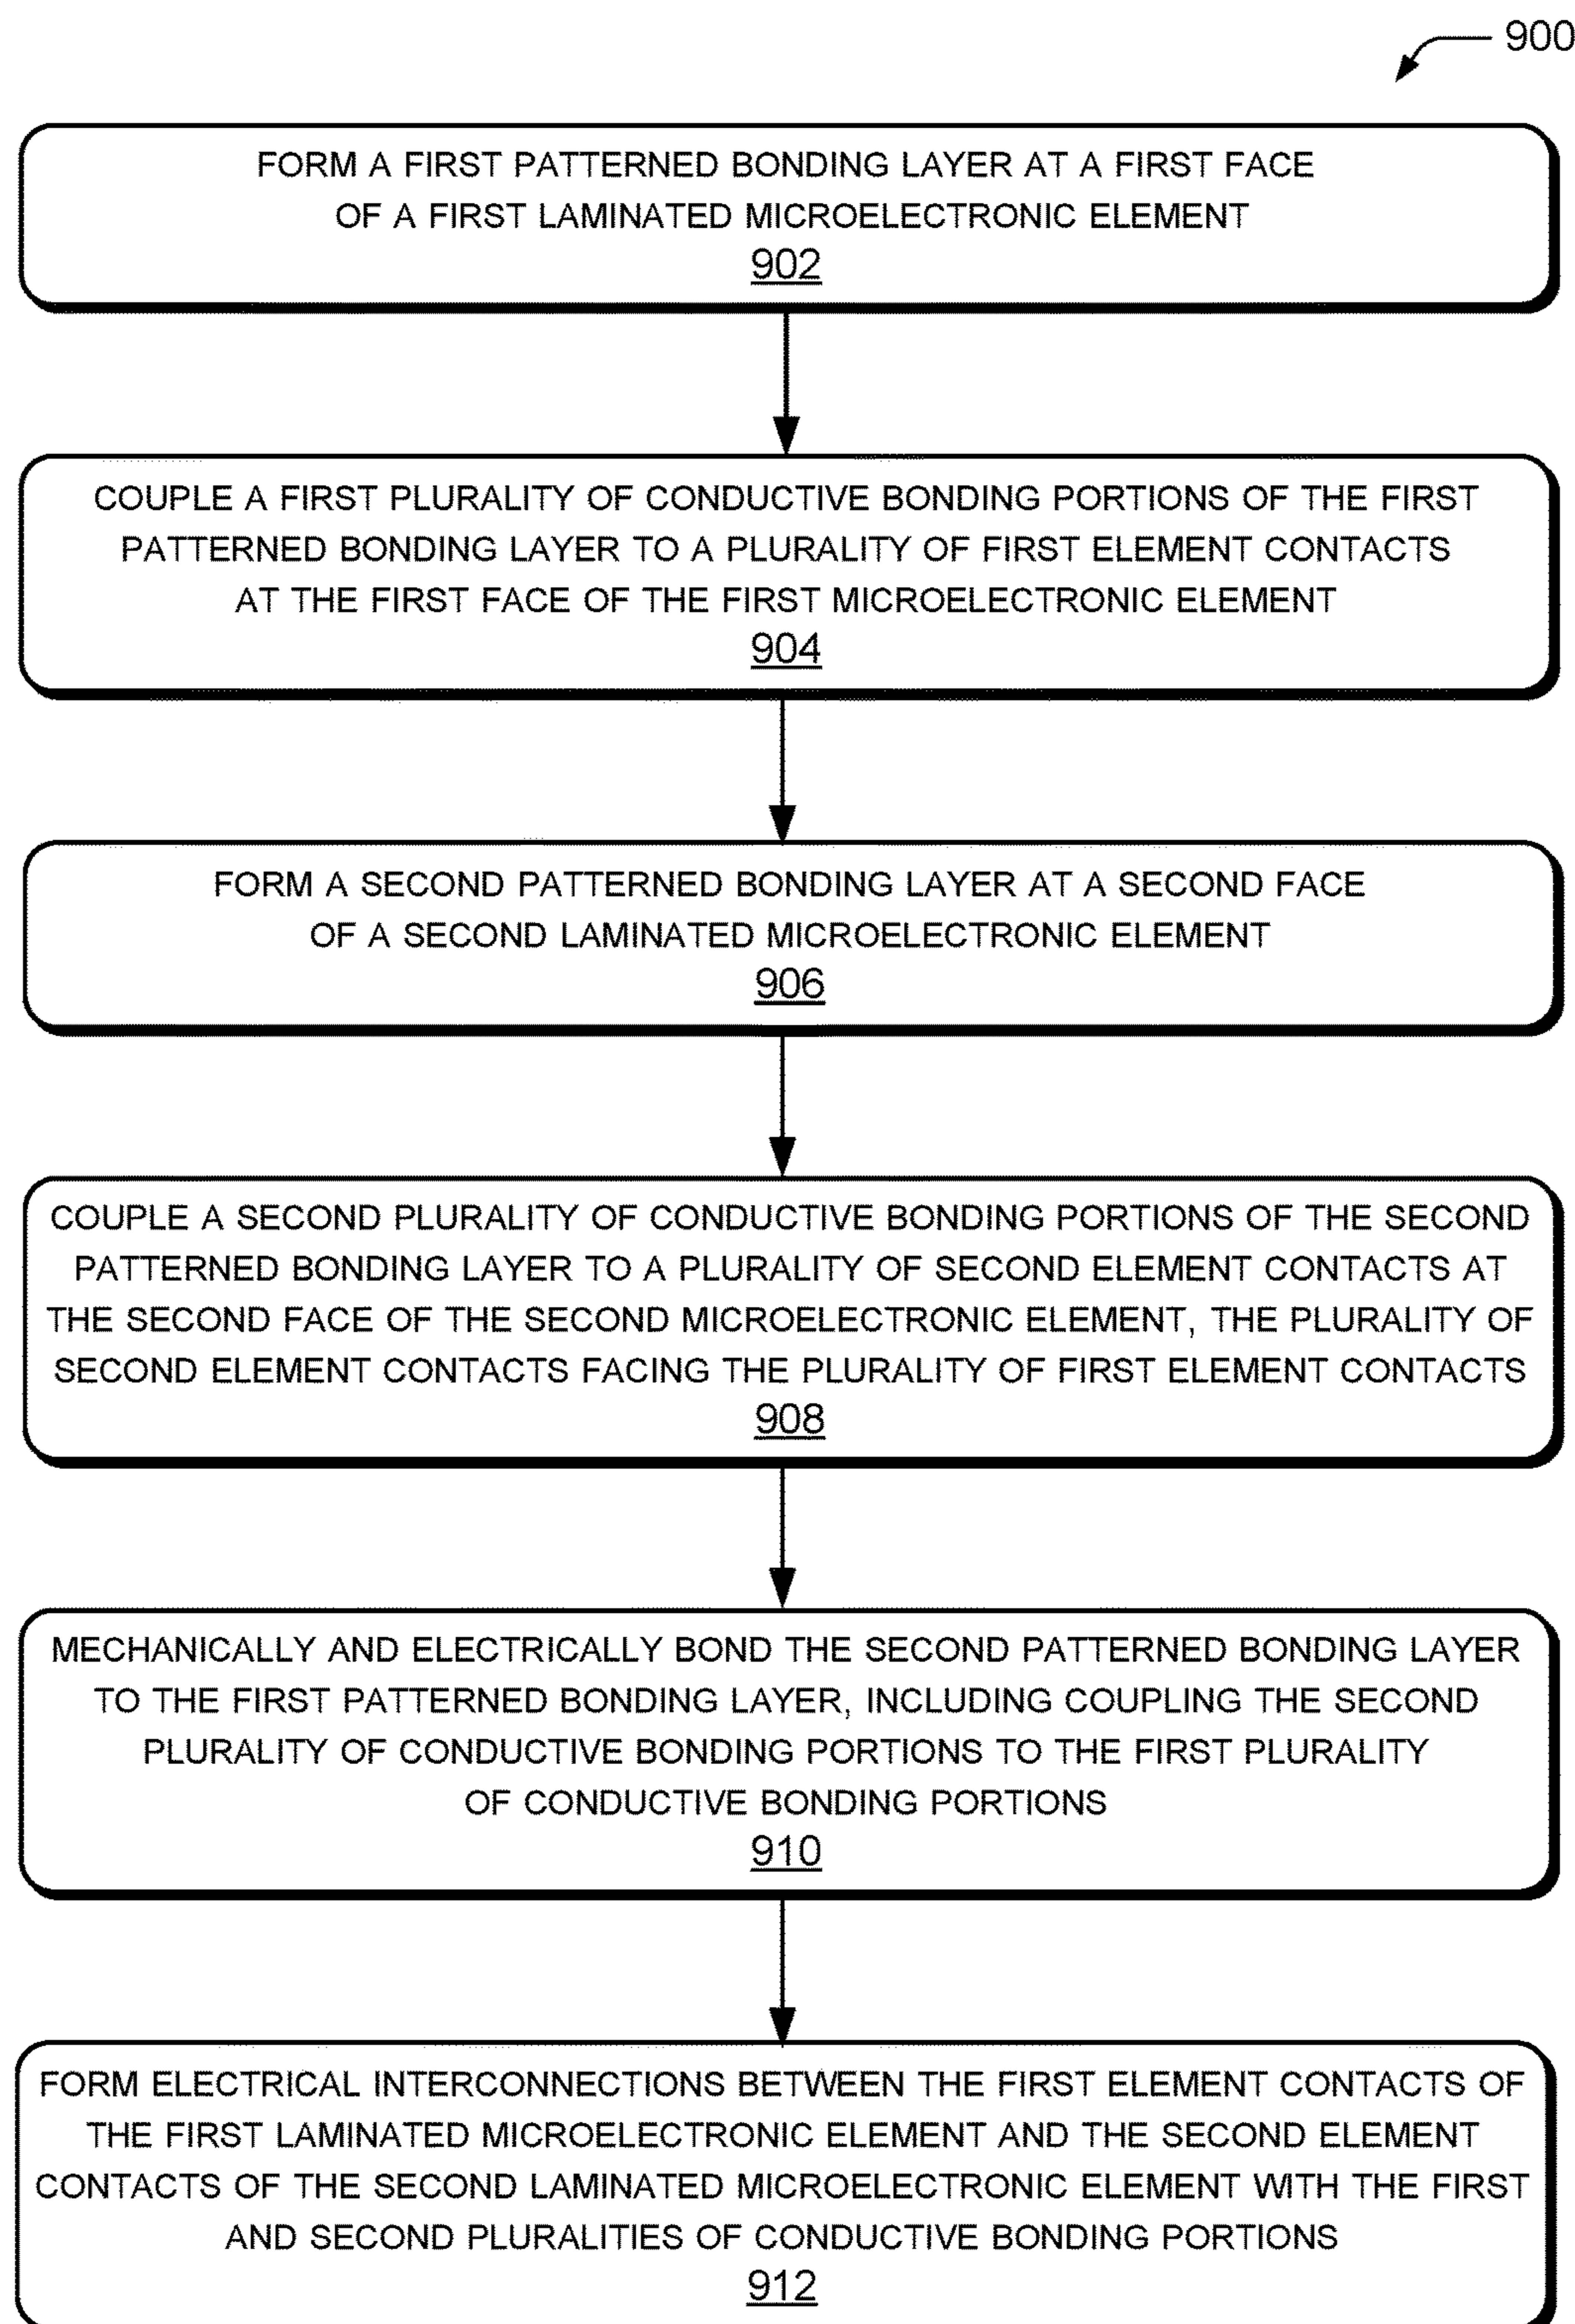 900
FORM A FIRST PATTERNED BONDING LAYER AT A FIRST FACE
OF A FIRST LAMINATED MICROELECTRONIC ELEMENT
902
COUPLE A FIRST PLURALITY OF CONDUCTIVE BONDING PORTIONS OF THE FIRST
PATTERNED BONDING LAYER TO A PLURALITY OF FIRST ELEMENT CONTACTS
AT THE FIRST FACE OF THE FIRST MICROELECTRONIC ELEMENT
904
FORM A SECOND PATTERNED BONDING LAYER AT A SECOND FACE
OF A SECOND LAMINATED MICROELECTRONIC ELEMENT
906
COUPLE A SECOND PLURALITY OF CONDUCTIVE BONDING PORTIONS OF THE SECOND
PATTERNED BONDING LAYER TO A PLURALITY OF SECOND ELEMENT CONTACTS AT
THE SECOND FACE OF THE SECOND MICROELECTRONIC ELEMENT, THE PLURALITY OF
SECOND ELEMENT CONTACTS FACING THE PLURALITY OF FIRST ELEMENT CONTACTS
908
MECHANICALLY AND ELECTRICALLY BOND THE SECOND PATTERNED BONDING LAYER
TO THE FIRST PATTERNED BONDING LAYER, INCLUDING COUPLING THE SECOND
PLURALITY OF CONDUCTIVE BONDING PORTIONS TO THE FIRST PLURALITY
OF CONDUCTIVE BONDING PORTIONS
910
FORM ELECTRICAL INTERCONNECTIONS BETWEEN THE FIRST ELEMENT CONTACTS OF
THE FIRST LAMINATED MICROELECTRONIC ELEMENT AND THE SECOND ELEMENT
CONTACTS OF THE SECOND LAMINATED MICROELECTRONIC ELEMENT WITH THE FIRST
AND SECOND PLURALITIES OF CONDUCTIVE BONDING PORTIONS
912